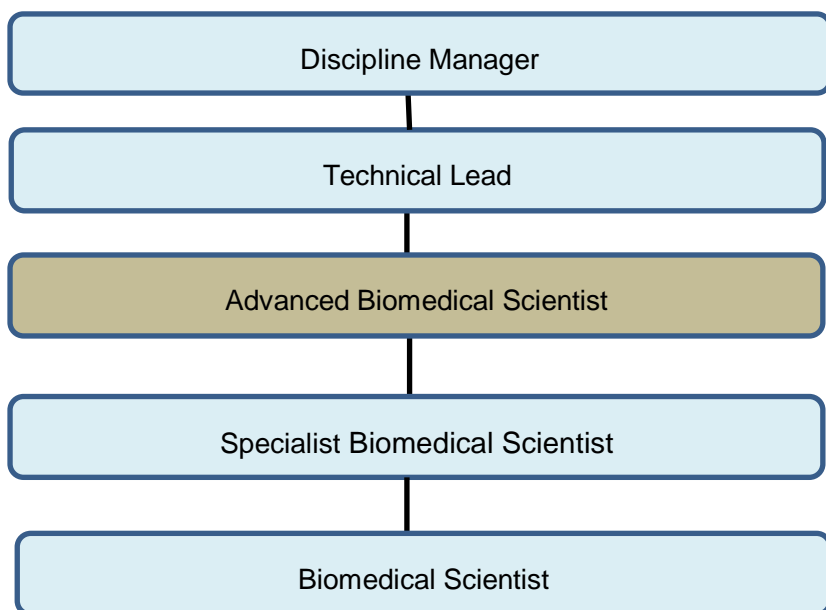 Discipline Manager
Technical Lead
Advanced Biomedical Scientist
Specialist Biomedical Scientist
Biomedical Scientist